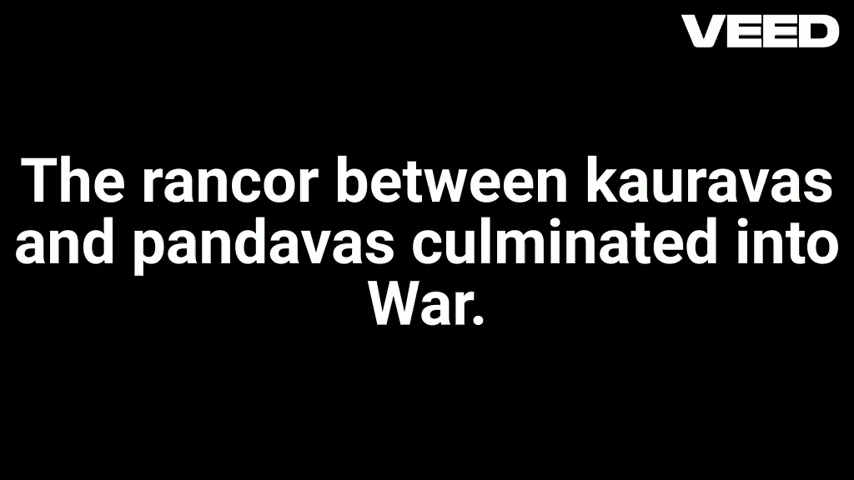 VEED
The rancor between kauravas
and pandavas culminated into
War.